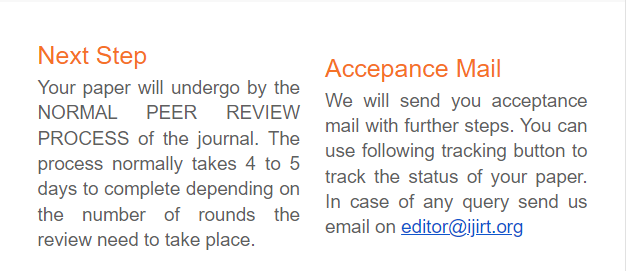 Next Step
Your paper will undergo by the
NORMAL PEER REVIEW
PROCESS of the journal. The
process normally takes 4 to 5
days to complete depending on
the number of rounds the
review need to take place.
Accepance Mail
We will send you acceptance
mail with further steps. You can
use following tracking button to
track the status of your paper.
In case of any query send us
email on editor@ijirt.org